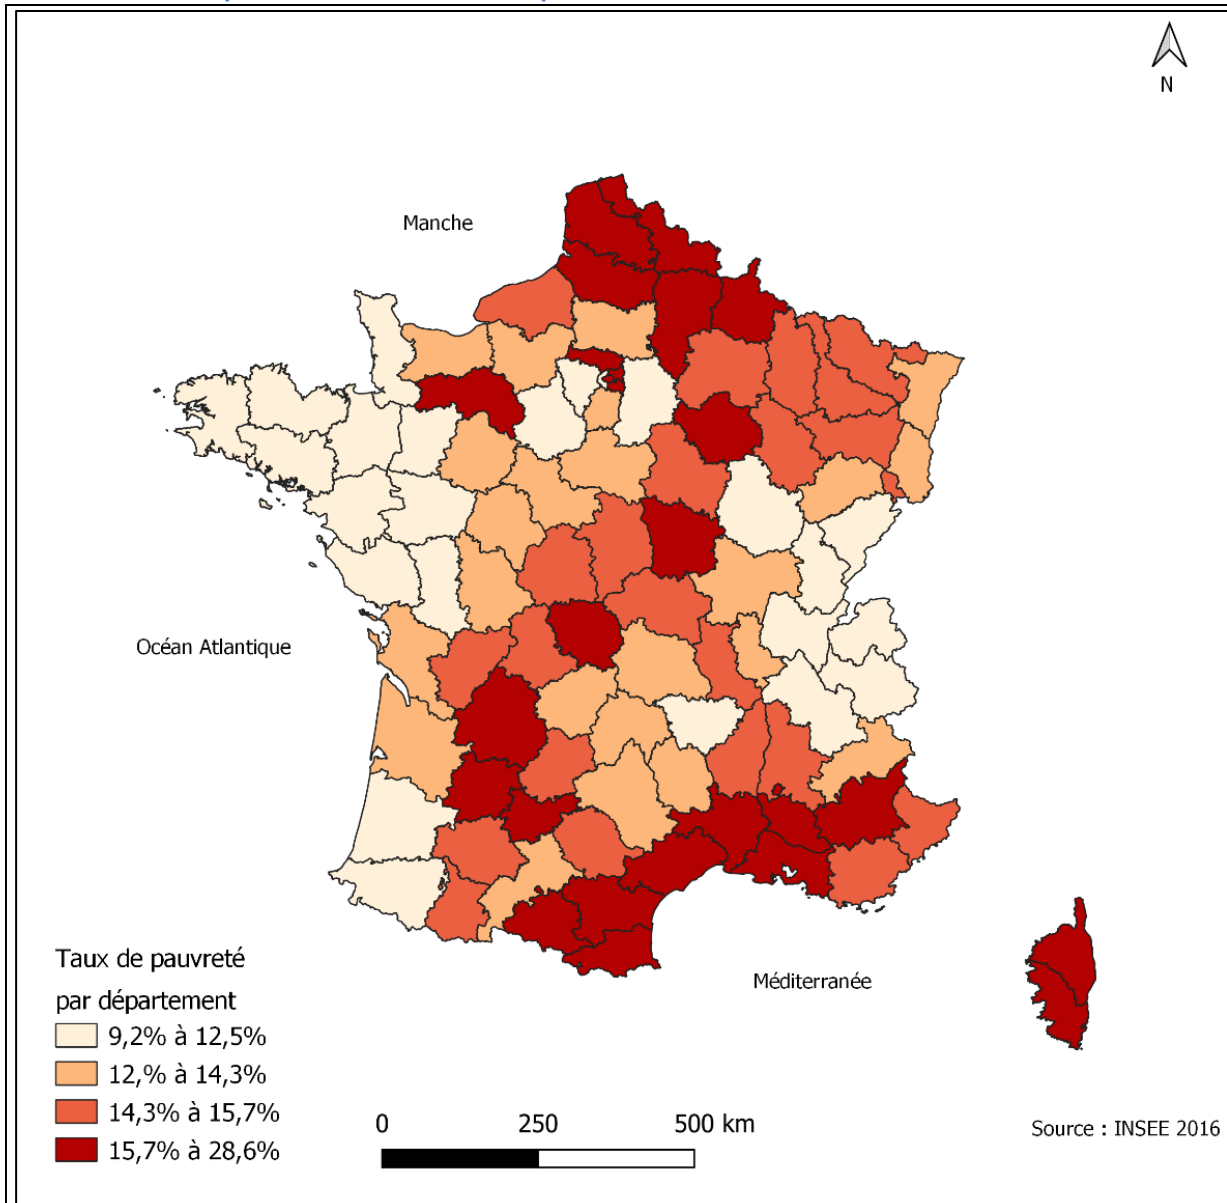 N
Manche
Océan Atlantique
Méditerranée
Taux de pauvreté
par département
9,2% à 12,5%
12,% à 14,3%
14,3% à 15,7%
15,7% à 28,6%
0 250 500 km
Source : INSEE 2016